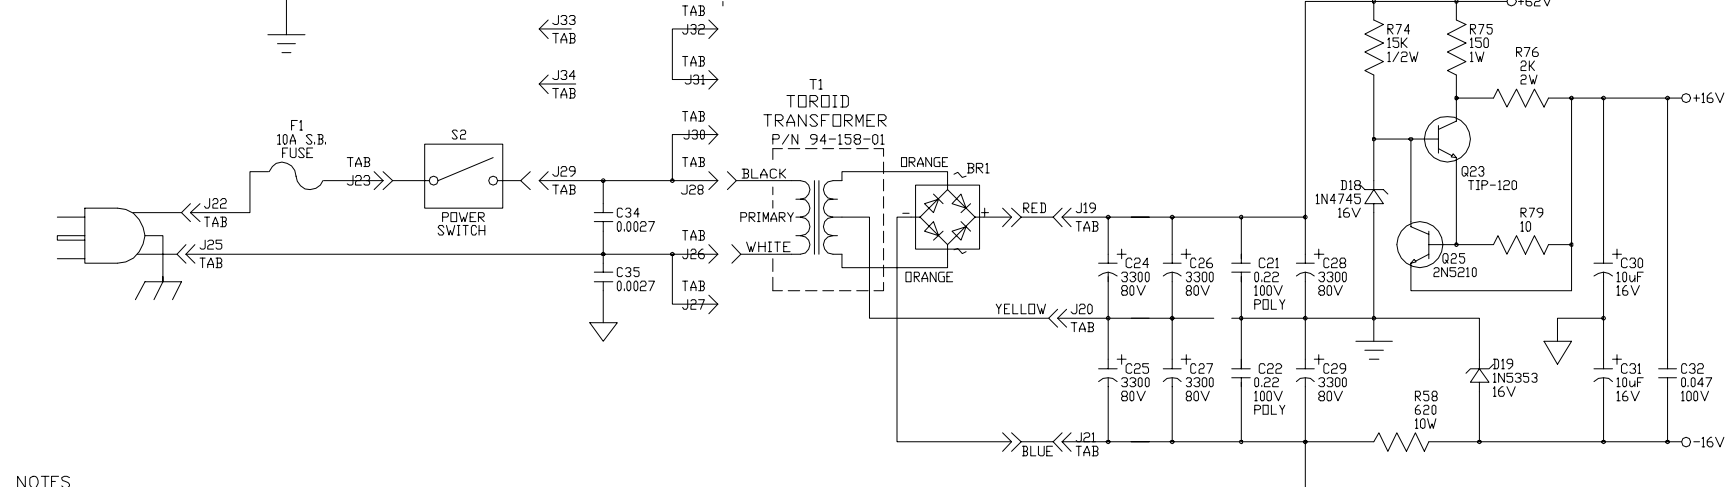 J33
TAB
J34
TAB
TAB
J32
TAB
J31
TAB
J30
TAB
J28
TAB
J26
TAB
J27
F1
10A S.B.
FUSE
TAB
J23
S2
POWER
SWITCH
J29
TAB
J22
TAB
J25
TAB
C34
0.0027
C35
0.0027
T1
TOROID
TRANSFORMER
P/N 94-158-01
BLACK
PRIMARY
WHITE
ORANGE
BR1
~
-
+
~
ORANGE
RED
J19
TAB
YELLOW
J20
TAB
BLUE
J21
TAB
+
C24
3300
80V
+
C26
3300
80V
C21
0.22
100V
POLY
+
C28
3300
80V
+
C25
3300
80V
+
C27
3300
80V
C22
0.22
100V
POLY
+
C29
3300
80V
+62V
R74
15K
1/2W
R75
150
1W
R76
2K
2W
+16V
Q23
TIP-120
D18
1N4745
16V
R79
10
Q25
2N5210
+
C30
10uF
16V
D19
1N5353
16V
+
C31
10uF
16V
C32
0.047
100V
R58
620
10W
-16V
NOTES